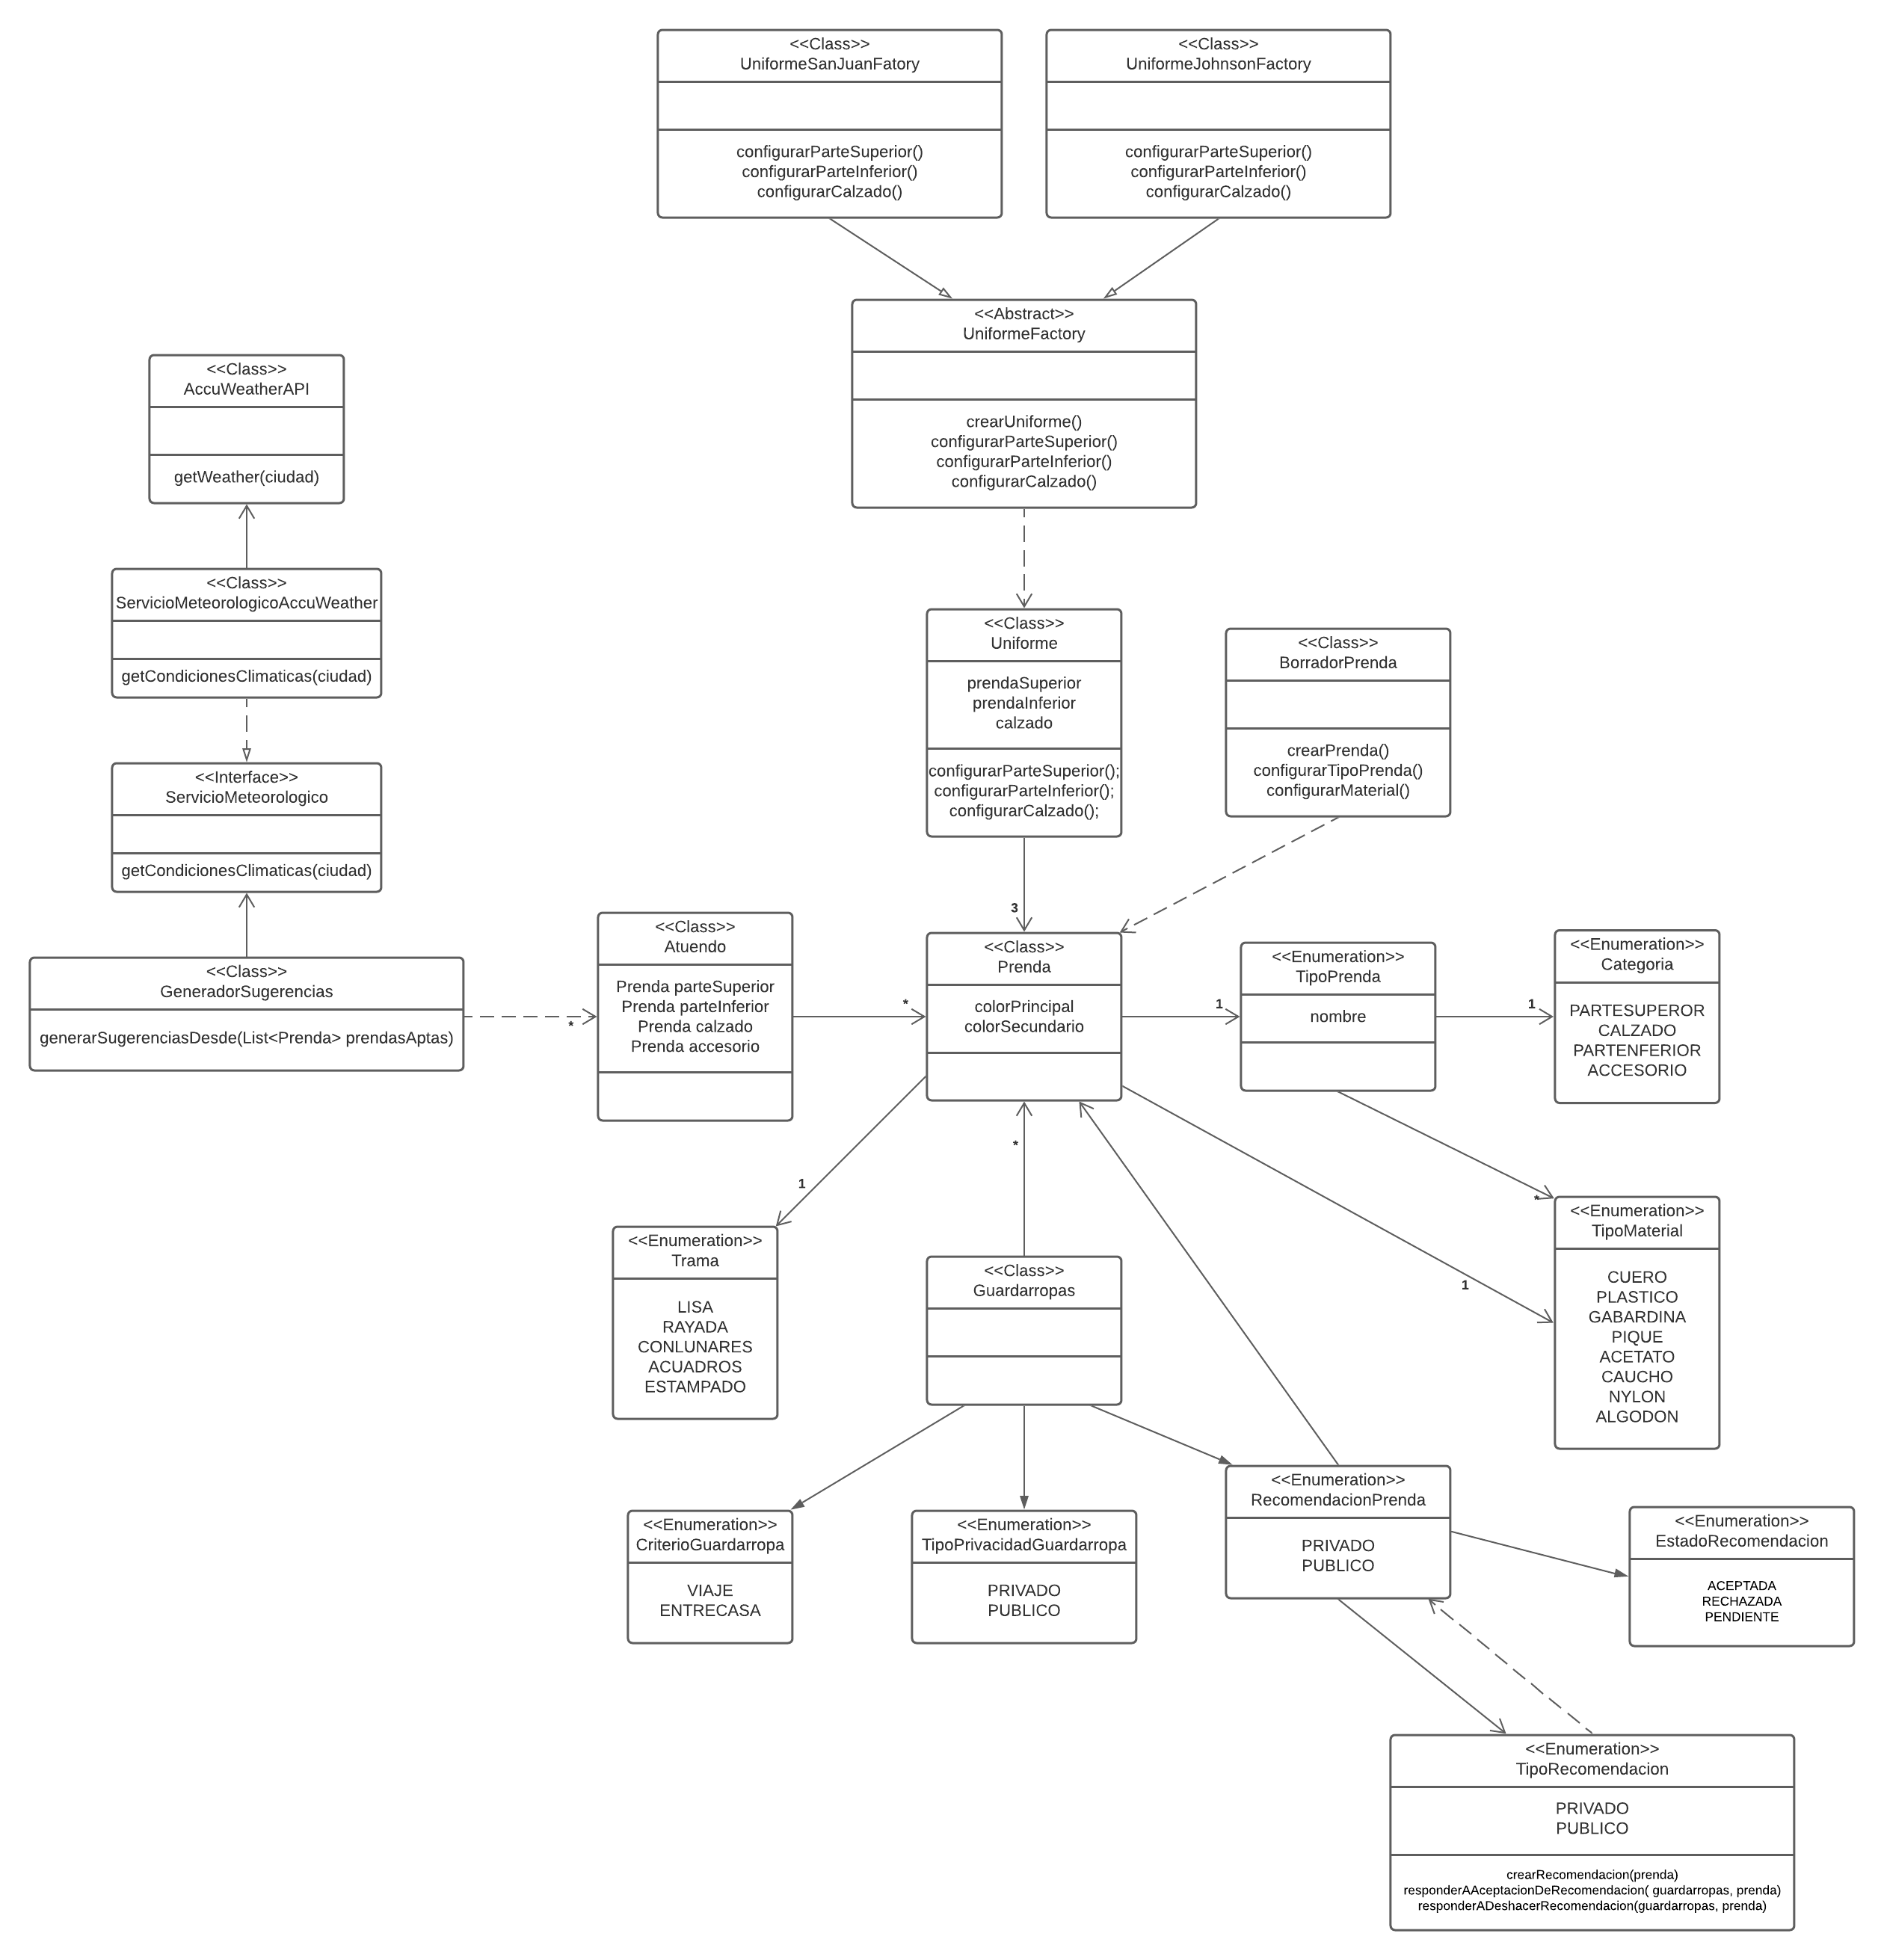 <<Class>>
UniformeSanJuanFatory
configurarParteSuperior()
configurarParteInferior()
configurarCalzado()
<<Class>>
UniformeJohnsonFactory
configurarParteSuperior()
configurarParteInferior()
configurarCalzado()
<<Abstract>>
UniformeFactory
crearUniforme()
configurarParteSuperior()
configurarParteInferior()
configurarCalzado()
<<Class>>
AccuWeatherAPI
getWeather(ciudad)
<<Class>>
ServicioMeteorologicoAccuWeather
getCondicionesClimaticas(ciudad)
<<Interface>>
ServicioMeteorologico
getCondicionesClimaticas(ciudad)
<<Class>>
GeneradorSugerencias
generarSugerenciasDesde(List<Prenda> prendasAptas)
*
<<Class>>
Uniforme
prendaSuperior
prendaInferior
calzado
configurarParteSuperior();
configurarParteInferior();
configurarCalzado();
3
<<Class>>
BorradorPrenda
crearPrenda()
configurarTipoPrenda()
configurarMaterial()
<<Class>>
Atuendo
Prenda parteSuperior
Prenda parteInferior
Prenda calzado
Prenda accesorio
*
<<Class>>
Prenda
colorPrincipal
colorSecundario
1
<<Enumeration>>
TipoPrenda
nombre
1
<<Enumeration>>
Categoria
PARTESUPEROR
CALZADO
PARTENFERIOR
ACCESORIO
*
1
*
1
<<Enumeration>>
TipoMaterial
CUERO
PLASTICO
GABARDINA
PIQUE
ACETATO
CAUCHO
NYLON
ALGODON
<<Enumeration>>
Trama
LISA
RAYADA
CONLUNARES
ACUADROS
ESTAMPADO
<<Class>>
Guardarropas
<<Enumeration>>
CriterioGuardarropa
VIAJE
ENTRECASA
<<Enumeration>>
TipoPrivacidadGuardarropa
PRIVADO
PUBLICO
<<Enumeration>>
RecomendacionPrenda
PRIVADO
PUBLICO
<<Enumeration>>
EstadoRecomendacion
ACEPTADA
RECHAZADA
PENDIENTE
<<Enumeration>>
TipoRecomendacion
PRIVADO
PUBLICO
crearRecomendacion(prenda)
responderAAceptacionDeRecomendacion( guardarropas, prenda)
responderADeshacerRecomendacion(guardarropas, prenda)